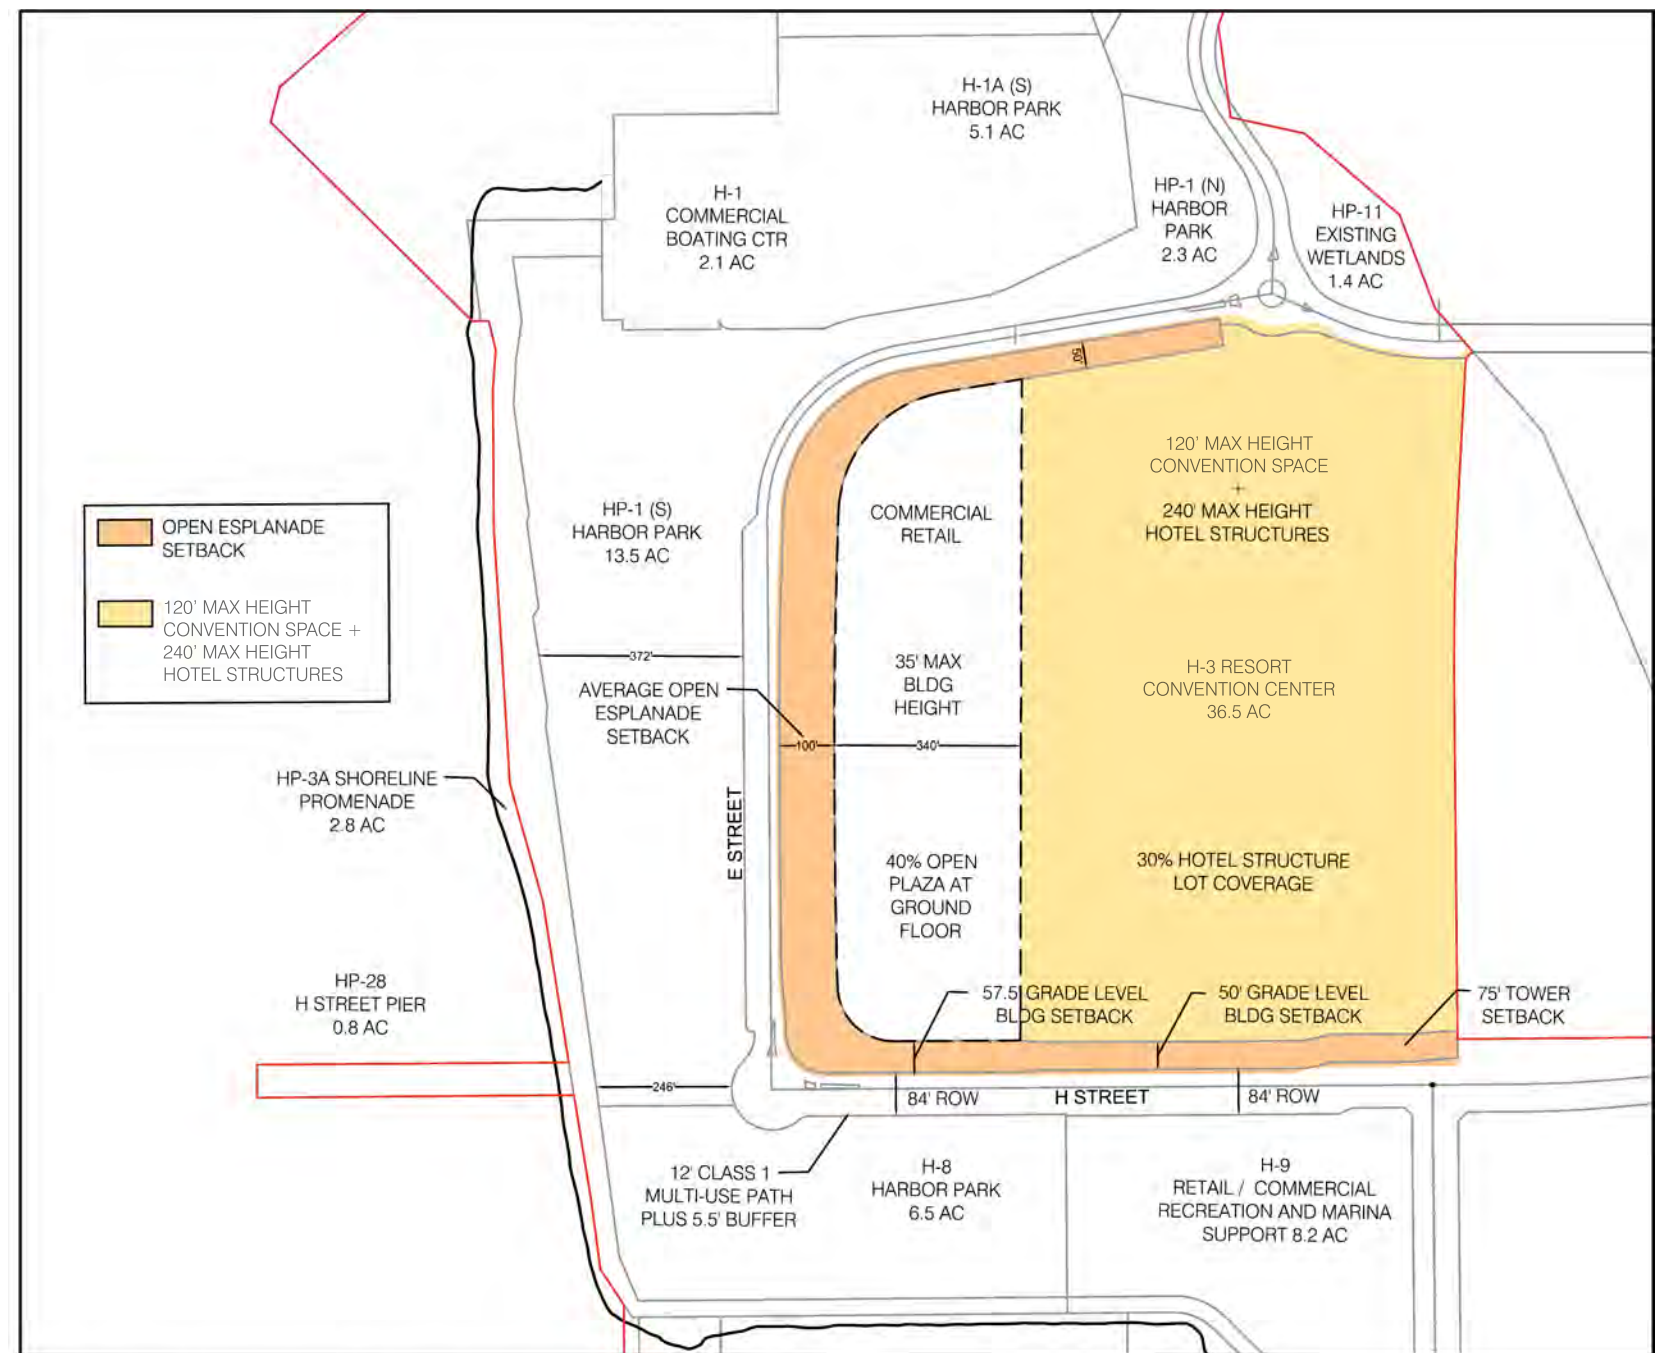 H-1A (S)
HARBOR PARK
5.1 AC
H-1
COMMERCIAL
BOATING CTR
2.1 AC
HP-1 (N)
HARBOR
PARK
2.3 AC
HP-11
EXISTING
WETLANDS
1.4 AC
50'
OPEN ESPLANADE
SETBACK
120' MAX HEIGHT
CONVENTION SPACE +
240' MAX HEIGHT
HOTEL STRUCTURES
HP-1 (S)
HARBOR PARK
13.5 AC
COMMERCIAL
RETAIL
120' MAX HEIGHT
CONVENTION SPACE
+
240' MAX HEIGHT
HOTEL STRUCTURES
372'
AVERAGE OPEN
ESPLANADE
SETBACK
35' MAX
BLDG
HEIGHT
H-3 RESORT
CONVENTION CENTER
36.5 AC
100'
340'
HP-3A SHORELINE
PROMENADE
2.8 AC
E STREET
40% OPEN
PLAZA AT
GROUND
FLOOR
30% HOTEL STRUCTURE
LOT COVERAGE
HP-28
H STREET PIER
0.8 AC
57.5' GRADE LEVEL
BLDG SETBACK
50' GRADE LEVEL
BLDG SETBACK
75' TOWER
SETBACK
246'
84' ROW
H STREET
84' ROW
12' CLASS 1
MULTI-USE PATH
PLUS 5.5' BUFFER
H-8
HARBOR PARK
6.5 AC
H-9
RETAIL / COMMERCIAL
RECREATION AND MARINA
SUPPORT 8.2 AC